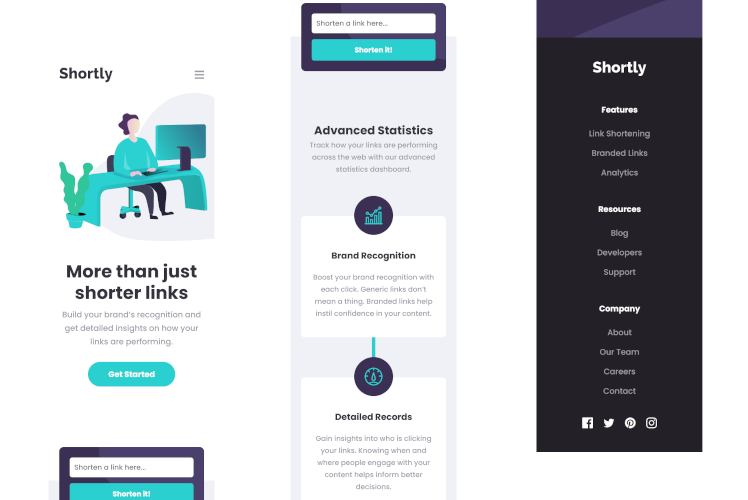 Shortly
More than just
shorter links
Build your brand's recognition and
get detailed insights on how your
links are performing.
Get Started
Shorten a link here...
Shorten it!
Shorten a link here...
Shorten it!
Advanced Statistics
Track how your links are performing
across the web with our advanced
statistics dashboard.
Brand Recognition
Boost your brand recognition with
each click. Generic links don't
mean a thing. Branded links help
instil confidence in your content.
Detailed Records
Gain insights into who is clicking
your links. Knowing when and
where people engage with your
content helps inform better
decisions.
Shortly
Features
Link Shortening
Branded Links
Analytics
Resources
Blog
Developers
Support
Company
About
Our Team
Careers
Contact